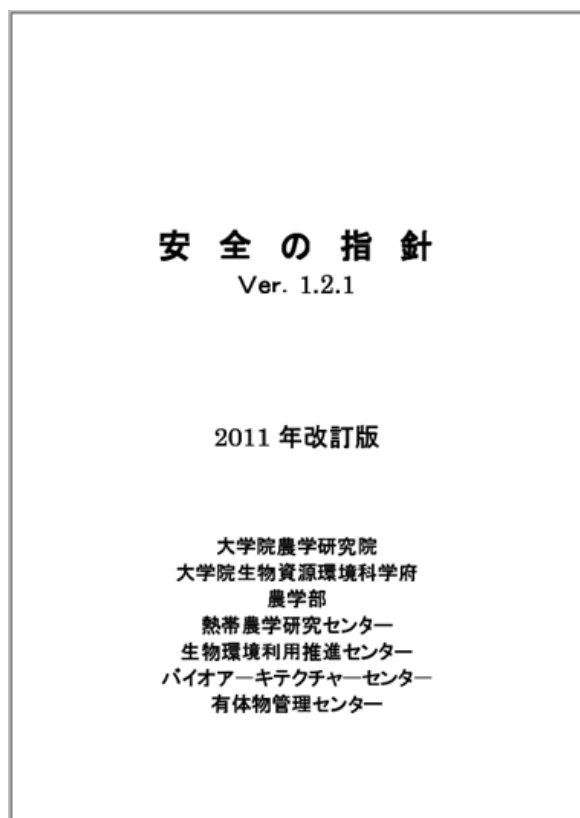 安 全 の 指 針
Ver. 1.2.1
2011 年改訂版
大学院農学研究院
大学院生物資源環境科学府
農学部
熱帯農学研究センター
生物環境利用推進センター
バイオアーキテクチャーセンター
有体物管理センター